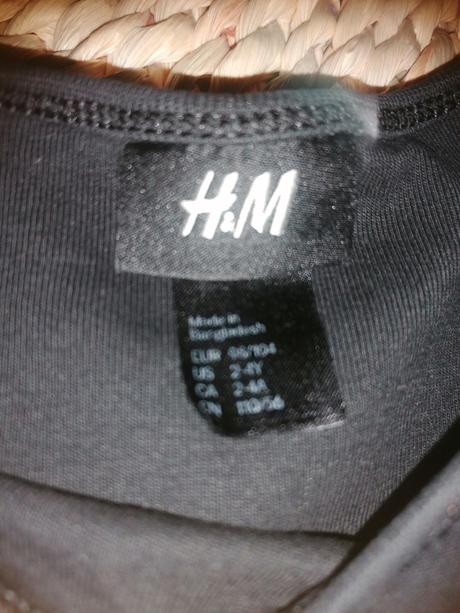 H&M
Made in
Bangladesh
EUR 98/104
US 2-4Y
CA 2-4A
CN 110/56